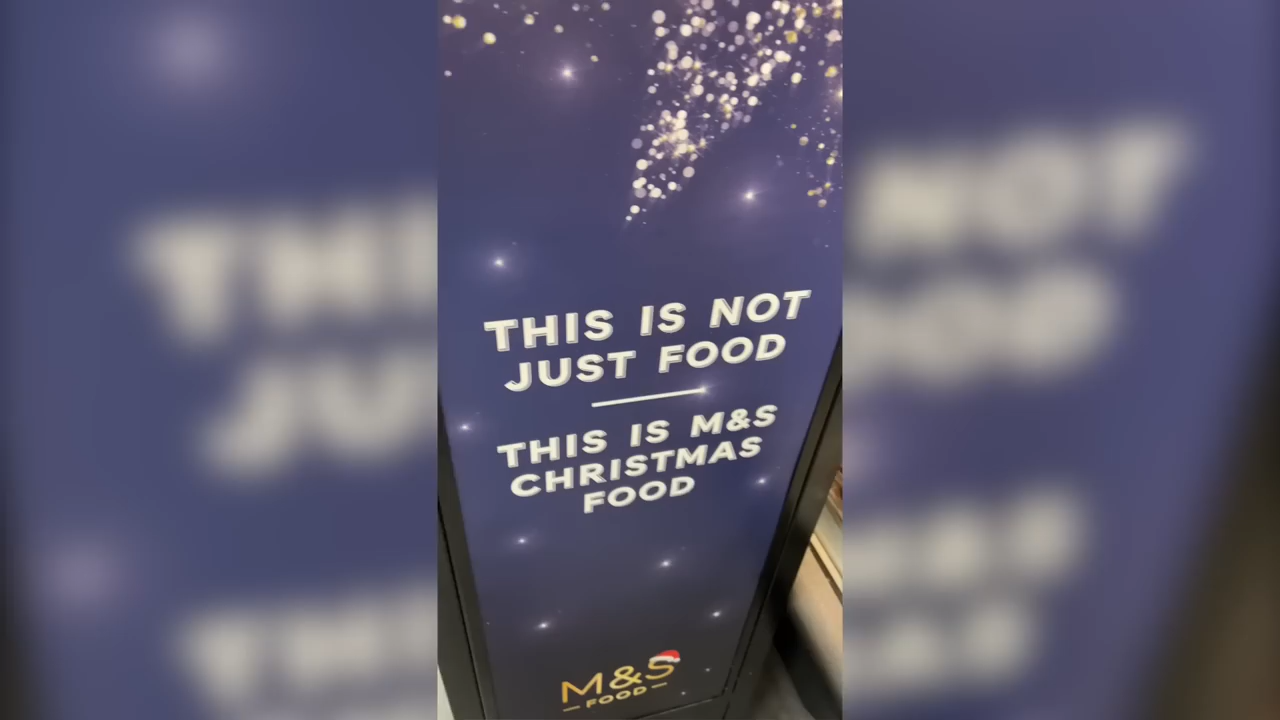 THIS IS NOT
JUST FOOD
THIS IS M&S
CHRISTMAS
FOOD
M&S
FOOD